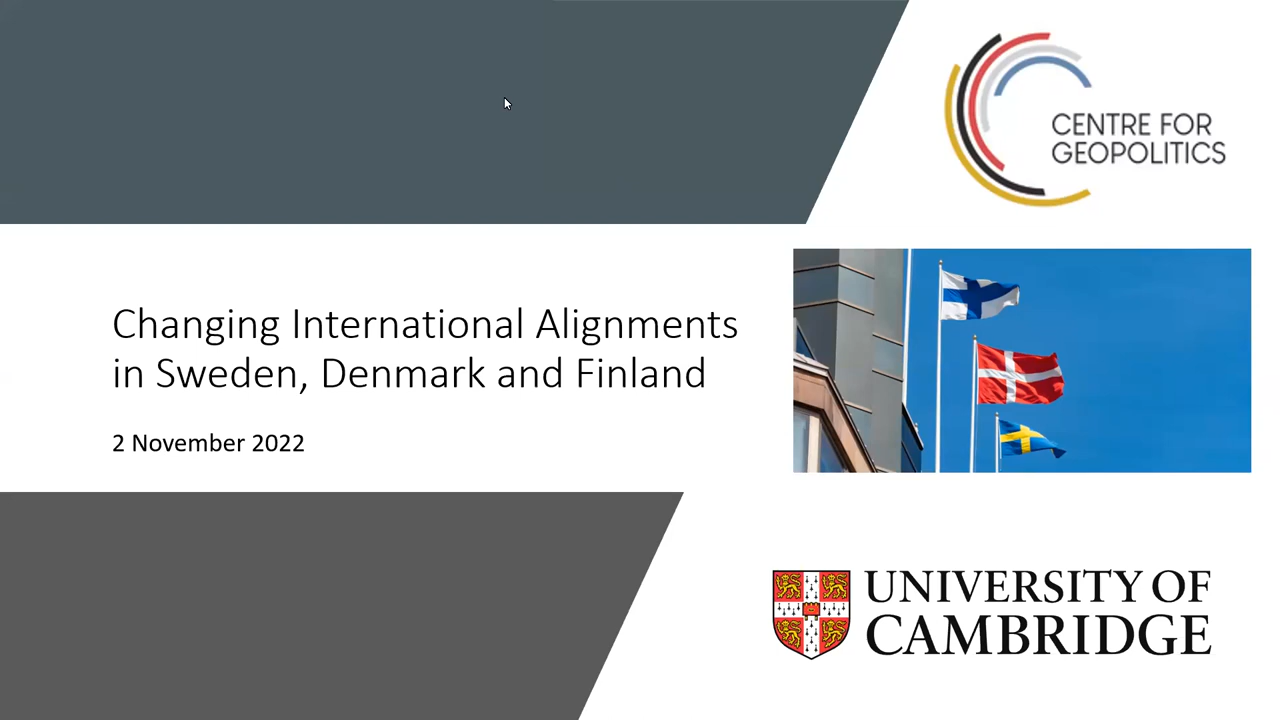 CENTRE FOR
GEOPOLITICS
Changing International Alignments
in Sweden, Denmark and Finland
2 November 2022
UNIVERSITY OF
CAMBRIDGE